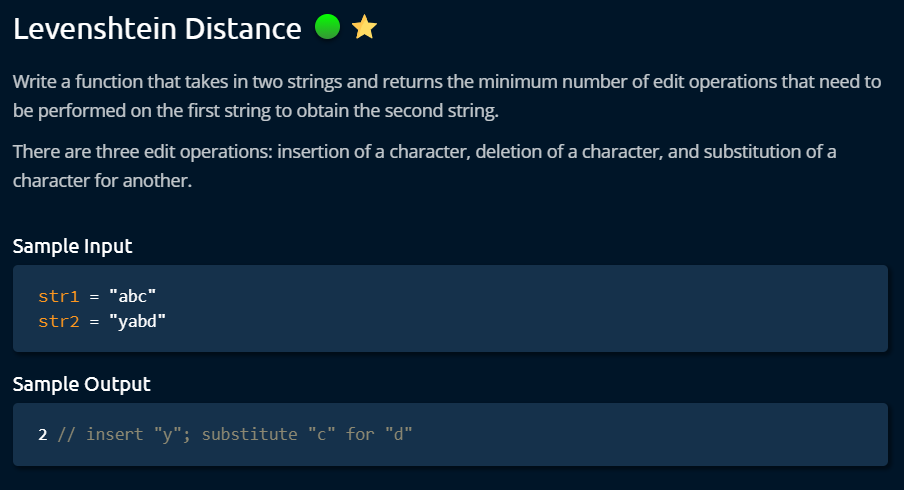 Levenshtein Distance
Write a function that takes in two strings and returns the minimum number of edit operations that need to
be performed on the first string to obtain the second string.
There are three edit operations: insertion of a character, deletion of a character, and substitution of a
character for another.
Sample Input
str1 = "abc"
str2 = "yabd"
Sample Output
2 // insert "y"; substitute "c" for "d"